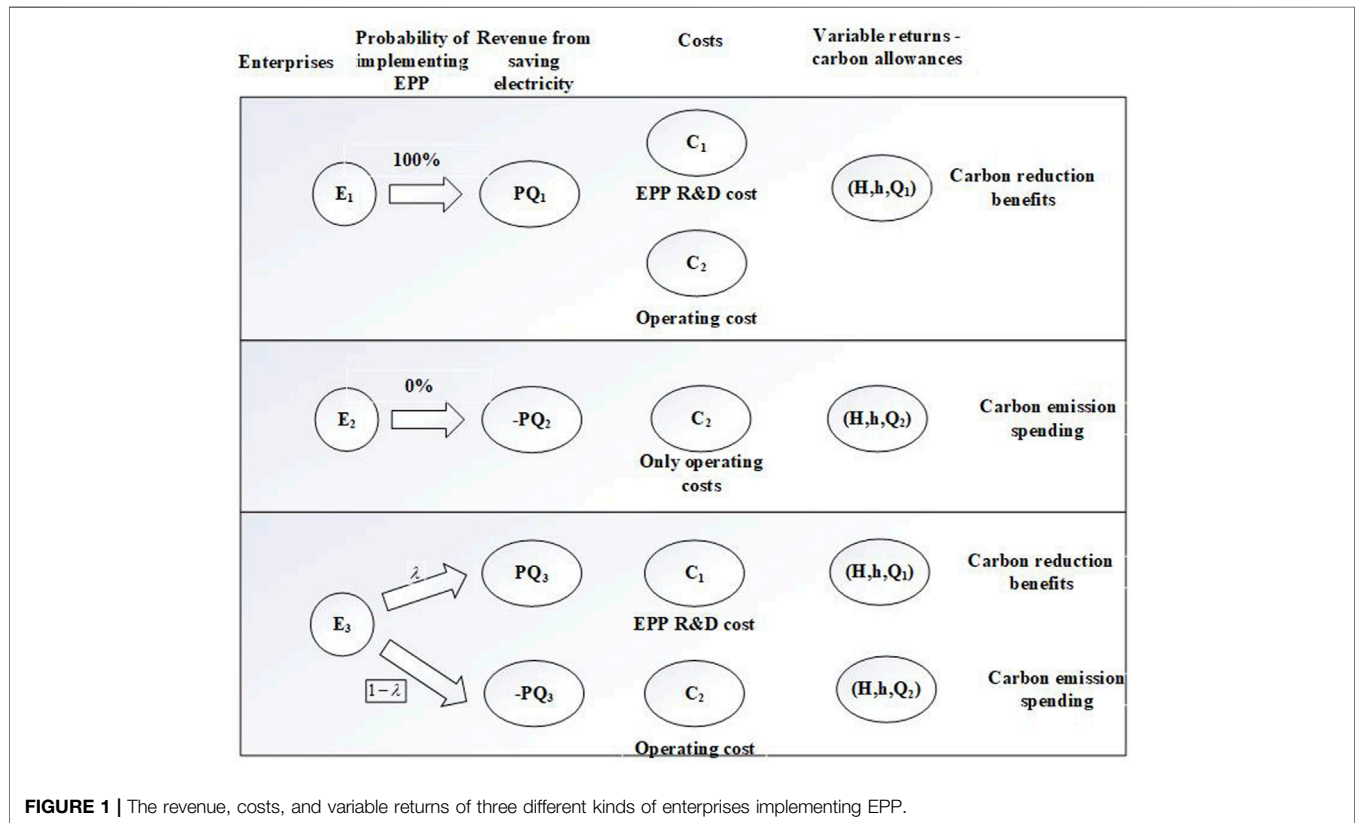 Enterprises
Probability of
implementing
EPP
Revenue from
saving
electricity
Costs
Variable returns -
carbon allowances
E₁
100%
PQ₁
C₁
EPP R&D cost
C₂
Operating cost
(H,h,Q₁)
Carbon reduction
benefits
E₂
0%
-PQ₂
C₂
Only operating
costs
(H,h,Q₂)
Carbon emission
spending
E₃
λ
PQ₃
C₁
EPP R&D cost
(H,h,Q₁)
Carbon reduction
benefits
1-λ
-PQ₃
C₂
Operating cost
(H,h,Q₂)
Carbon emission
spending
FIGURE 1 | The revenue, costs, and variable returns of three different kinds of enterprises implementing EPP.